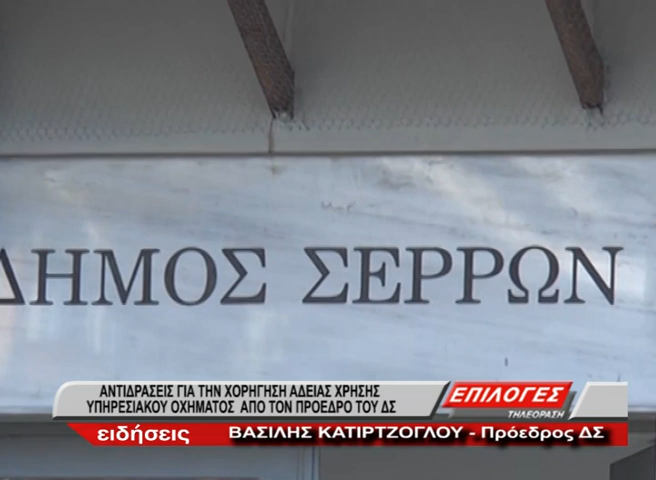 ΔΗΜΟΣ ΣΕΡΡΩΝ
ΑΝΤΙΔΡΑΣΕΙΣ ΓΙΑ ΤΗΝ ΧΟΡΗΓΗΣΗ ΑΔΕΙΑΣ ΧΡΗΣΗΣ
ΥΠΗΡΕΣΙΑΚΟΥ ΟΧΗΜΑΤΟΣ ΑΠΟ ΤΟΝ ΠΡΟΕΔΡΟ ΤΟΥ ΔΣ
ΕΠΙΛΟΓΕΣ
ΤΗΛΕΟΡΑΣΗ
ειδήσεις
ΒΑΣΙΛΗΣ ΚΑΤΙΡΤΖΟΓΛΟΥ - Πρόεδρος ΔΣ